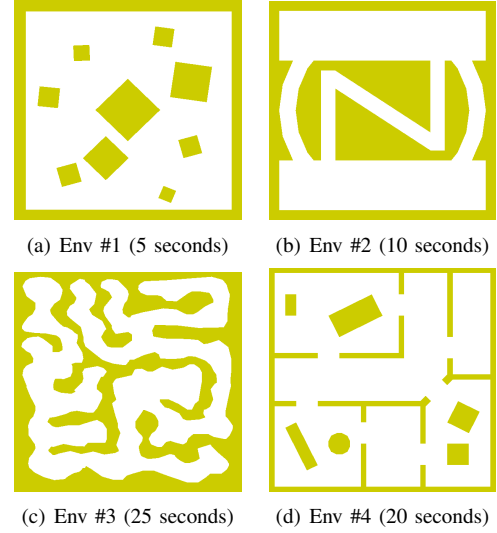 (a) Env #1 (5 seconds)
(b) Env #2 (10 seconds)
(c) Env #3 (25 seconds)
(d) Env #4 (20 seconds)